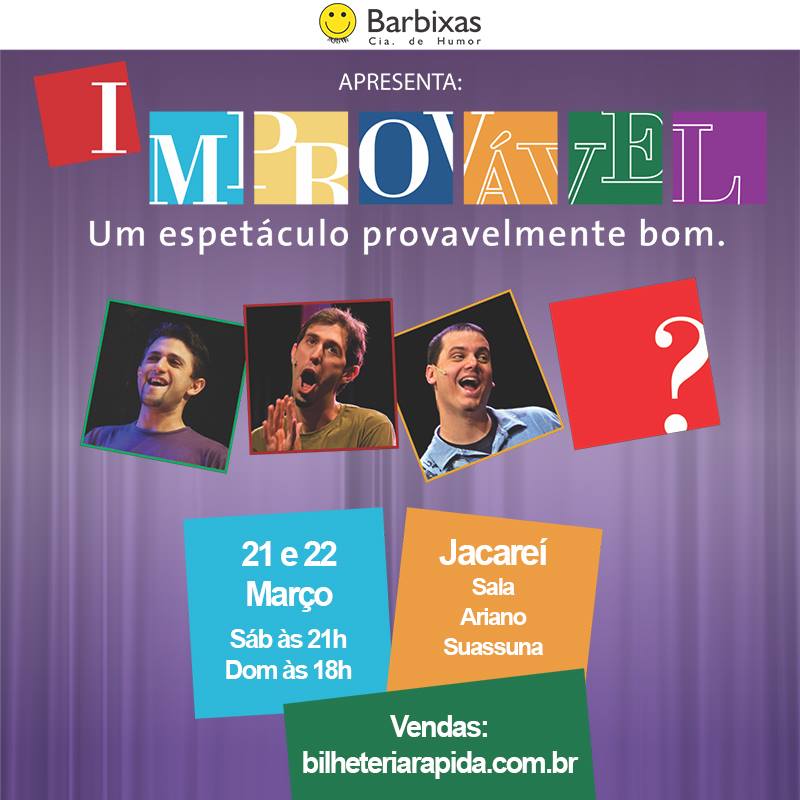 Barbixas
Cia. de Humor
APRESENTA:
IMPROVÁVEL
Um espetáculo provavelmente bom.
?
21 e 22
Março
Sáb às 21h
Dom às 18h
Jacareí
Sala
Ariano
Suassuna
Vendas:
bilheteriarapida.com.br